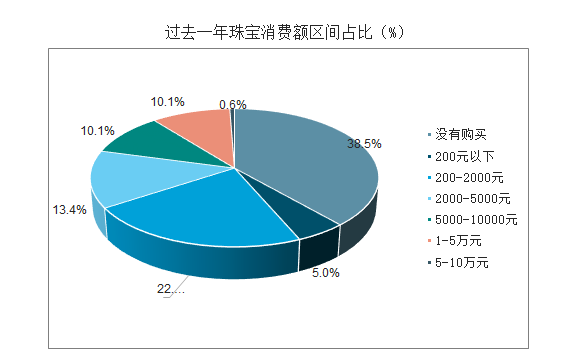 过去一年珠宝消费额区间占比（%）
0.6%
10.1%
10.1%
38.5%
13.4%
5.0%
22....
没有购买
200元以下
200-2000元
2000-5000元
5000-10000元
1-5万元
5-10万元